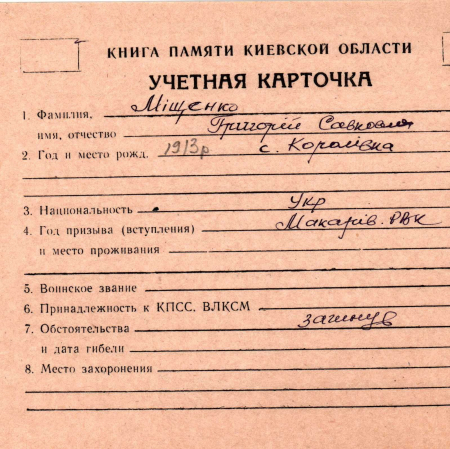 КНИГА ПАМЯТИ КИЕВСКОЙ ОБЛАСТИ
УЧЕТНАЯ КАРТОЧКА
1. Фамилия, Міщенко
имя, отчество Григорій Савкович
2. Год и место рожд. 1913р с. Королівка
3. Национальность Укр
4. Год призыва (вступления) Макарів. РВК
и место проживания
5. Воинское звание
6. Принадлежность к КПСС, ВЛКСМ
7. Обстоятельства загинув
и дата гибели
8. Место захоронения